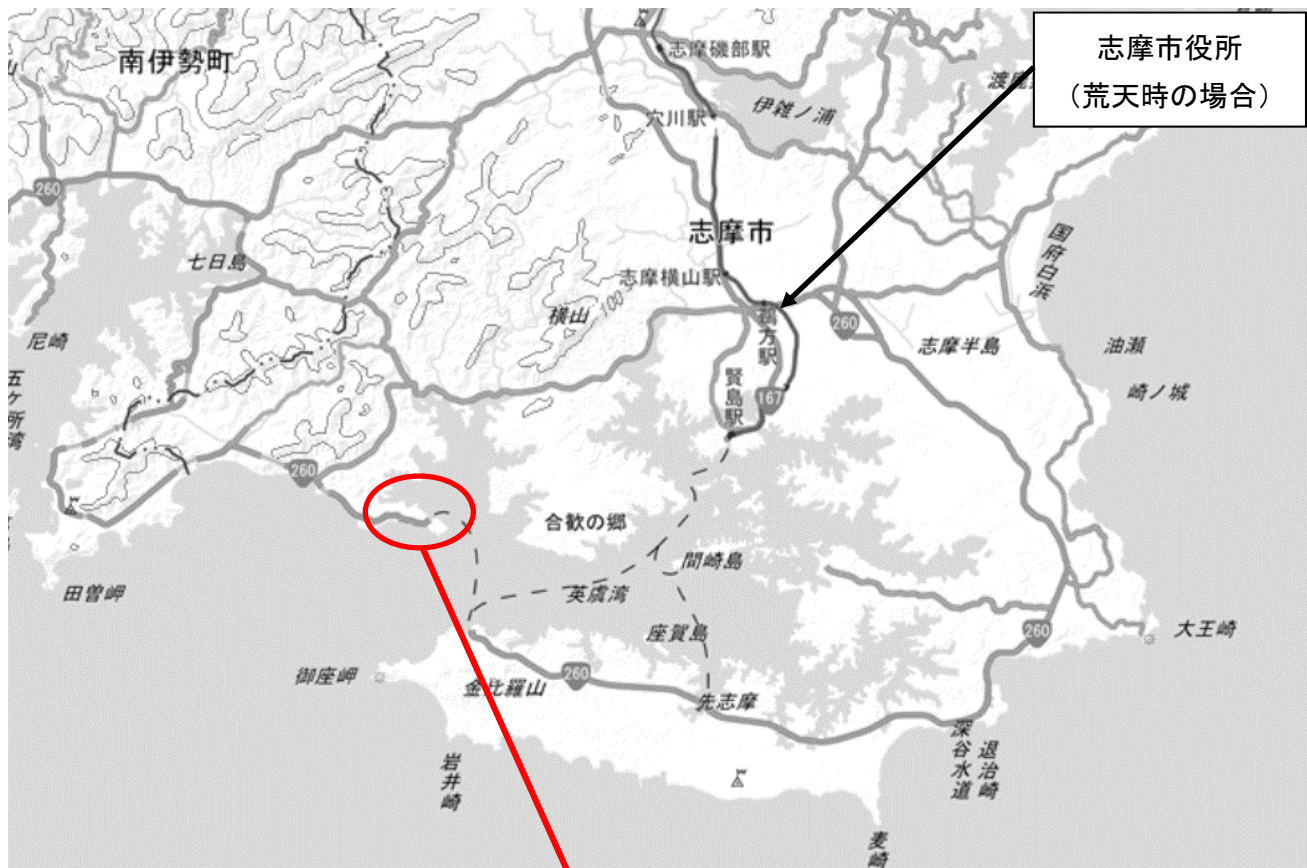 志摩市役所
（荒天時の場合）
南伊勢町
志摩磯部駅
伊雑ノ浦
穴川駅
260
志摩市
国府白浜
七日島
志摩横山駅
横山
鵜方駅
260
志摩半島
油瀬
尼崎
賢島駅
167
崎ノ城
五ケ所湾
260
合歓の郷
間崎島
田曽岬
英虞湾
座賀島
260
大王崎
御座岬
金比羅山
260
先志摩
岩井崎
深谷水道
退治崎
麦崎